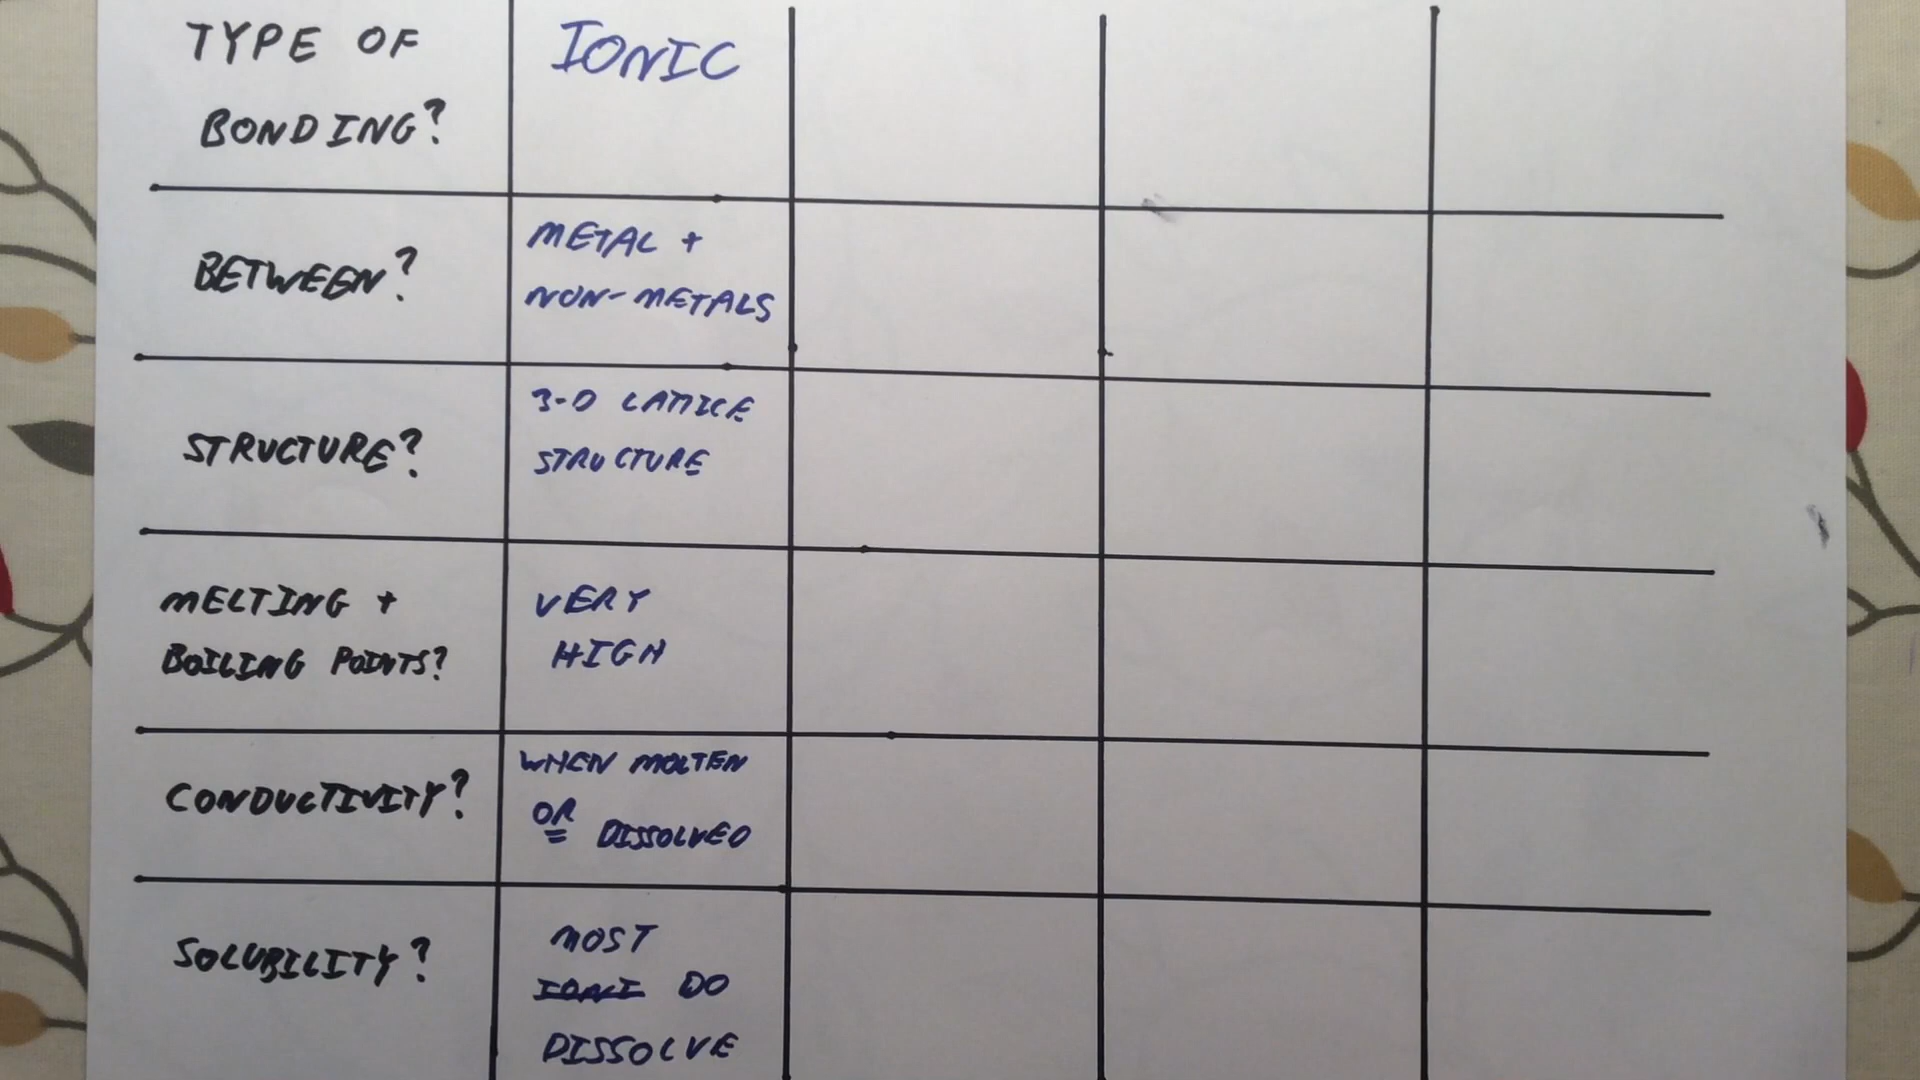 TYPE OF
BONDING?
IONIC
BETWEEN?
METAL +
NON-METALS
STRUCTURE?
3-D LATTICE
STRUCTURE
MELTING +
BOILING POINTS?
VERY
HIGH
CONDUCTIVITY?
WHEN MOLTEN
OR DISSOLVED
SOLUBILITY?
MOST
DO
DISSOLVE